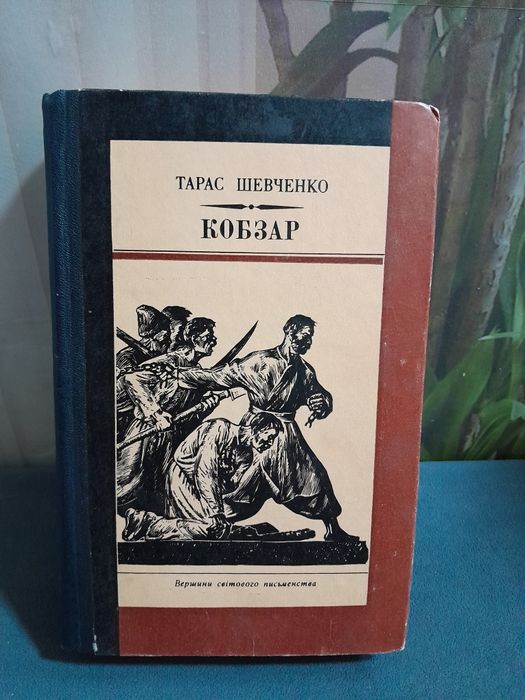 ТАРАС ШЕВЧЕНКО
КОБЗАР
Вершини світового письменства